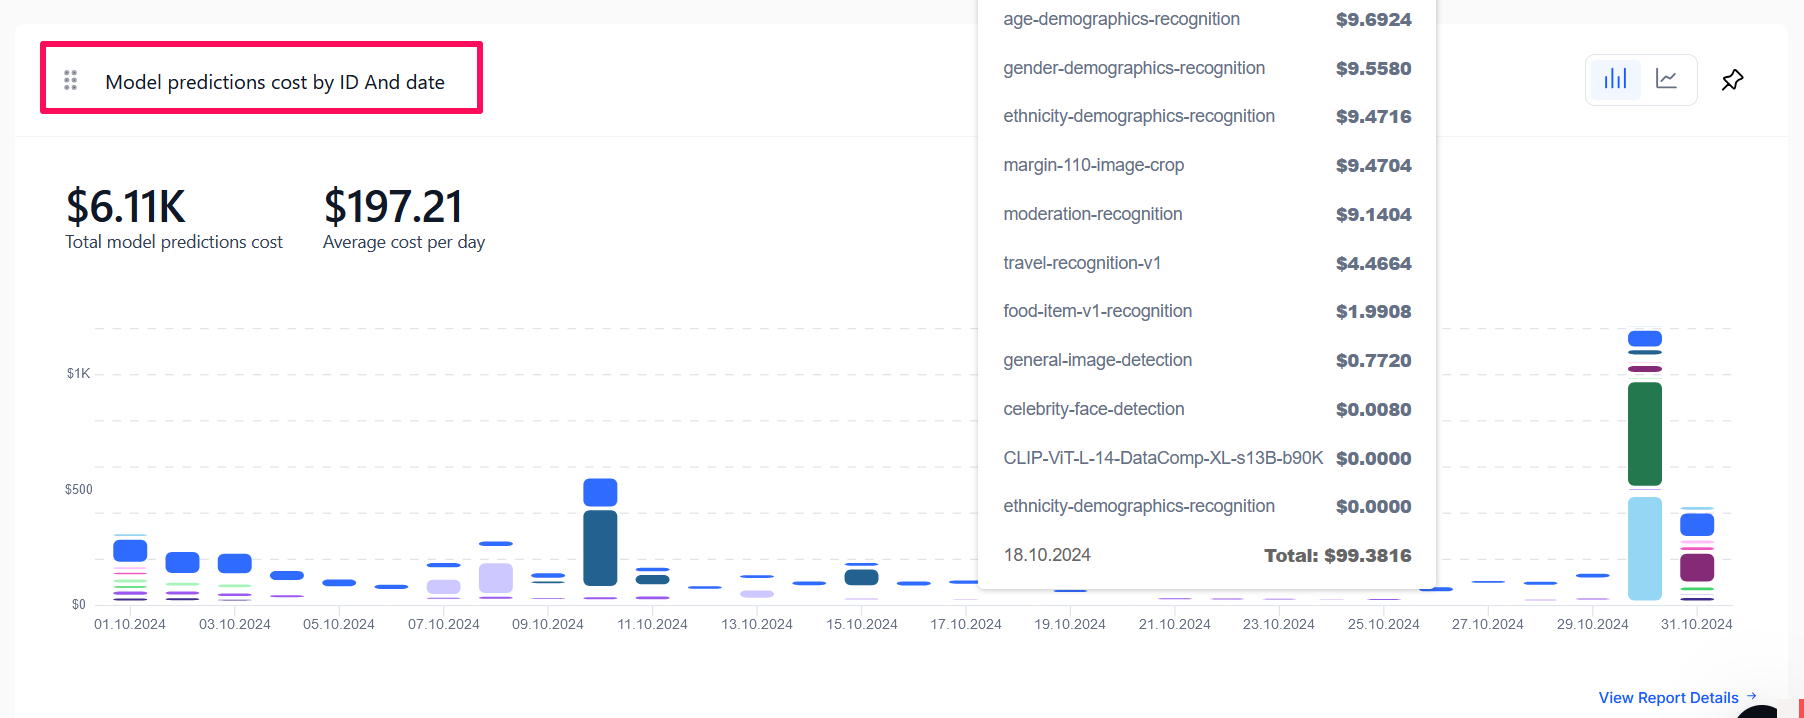 Model predictions cost by ID And date
$6.11K
Total model predictions cost
$197.21
Average cost per day
age-demographics-recognition $9.6924
gender-demographics-recognition $9.5580
ethnicity-demographics-recognition $9.4716
margin-110-image-crop $9.4704
moderation-recognition $9.1404
travel-recognition-v1 $4.4664
food-item-v1-recognition $1.9908
general-image-detection $0.7720
celebrity-face-detection $0.0080
CLIP-ViT-L-14-DataComp-XL-s13B-b90K $0.0000
ethnicity-demographics-recognition $0.0000
18.10.2024 Total: $99.3816
$1K
$500
$0
01.10.2024 03.10.2024 05.10.2024 07.10.2024 09.10.2024 11.10.2024 13.10.2024 15.10.2024 17.10.2024 19.10.2024 21.10.2024 23.10.2024 25.10.2024 27.10.2024 29.10.2024 31.10.2024
View Report Details →